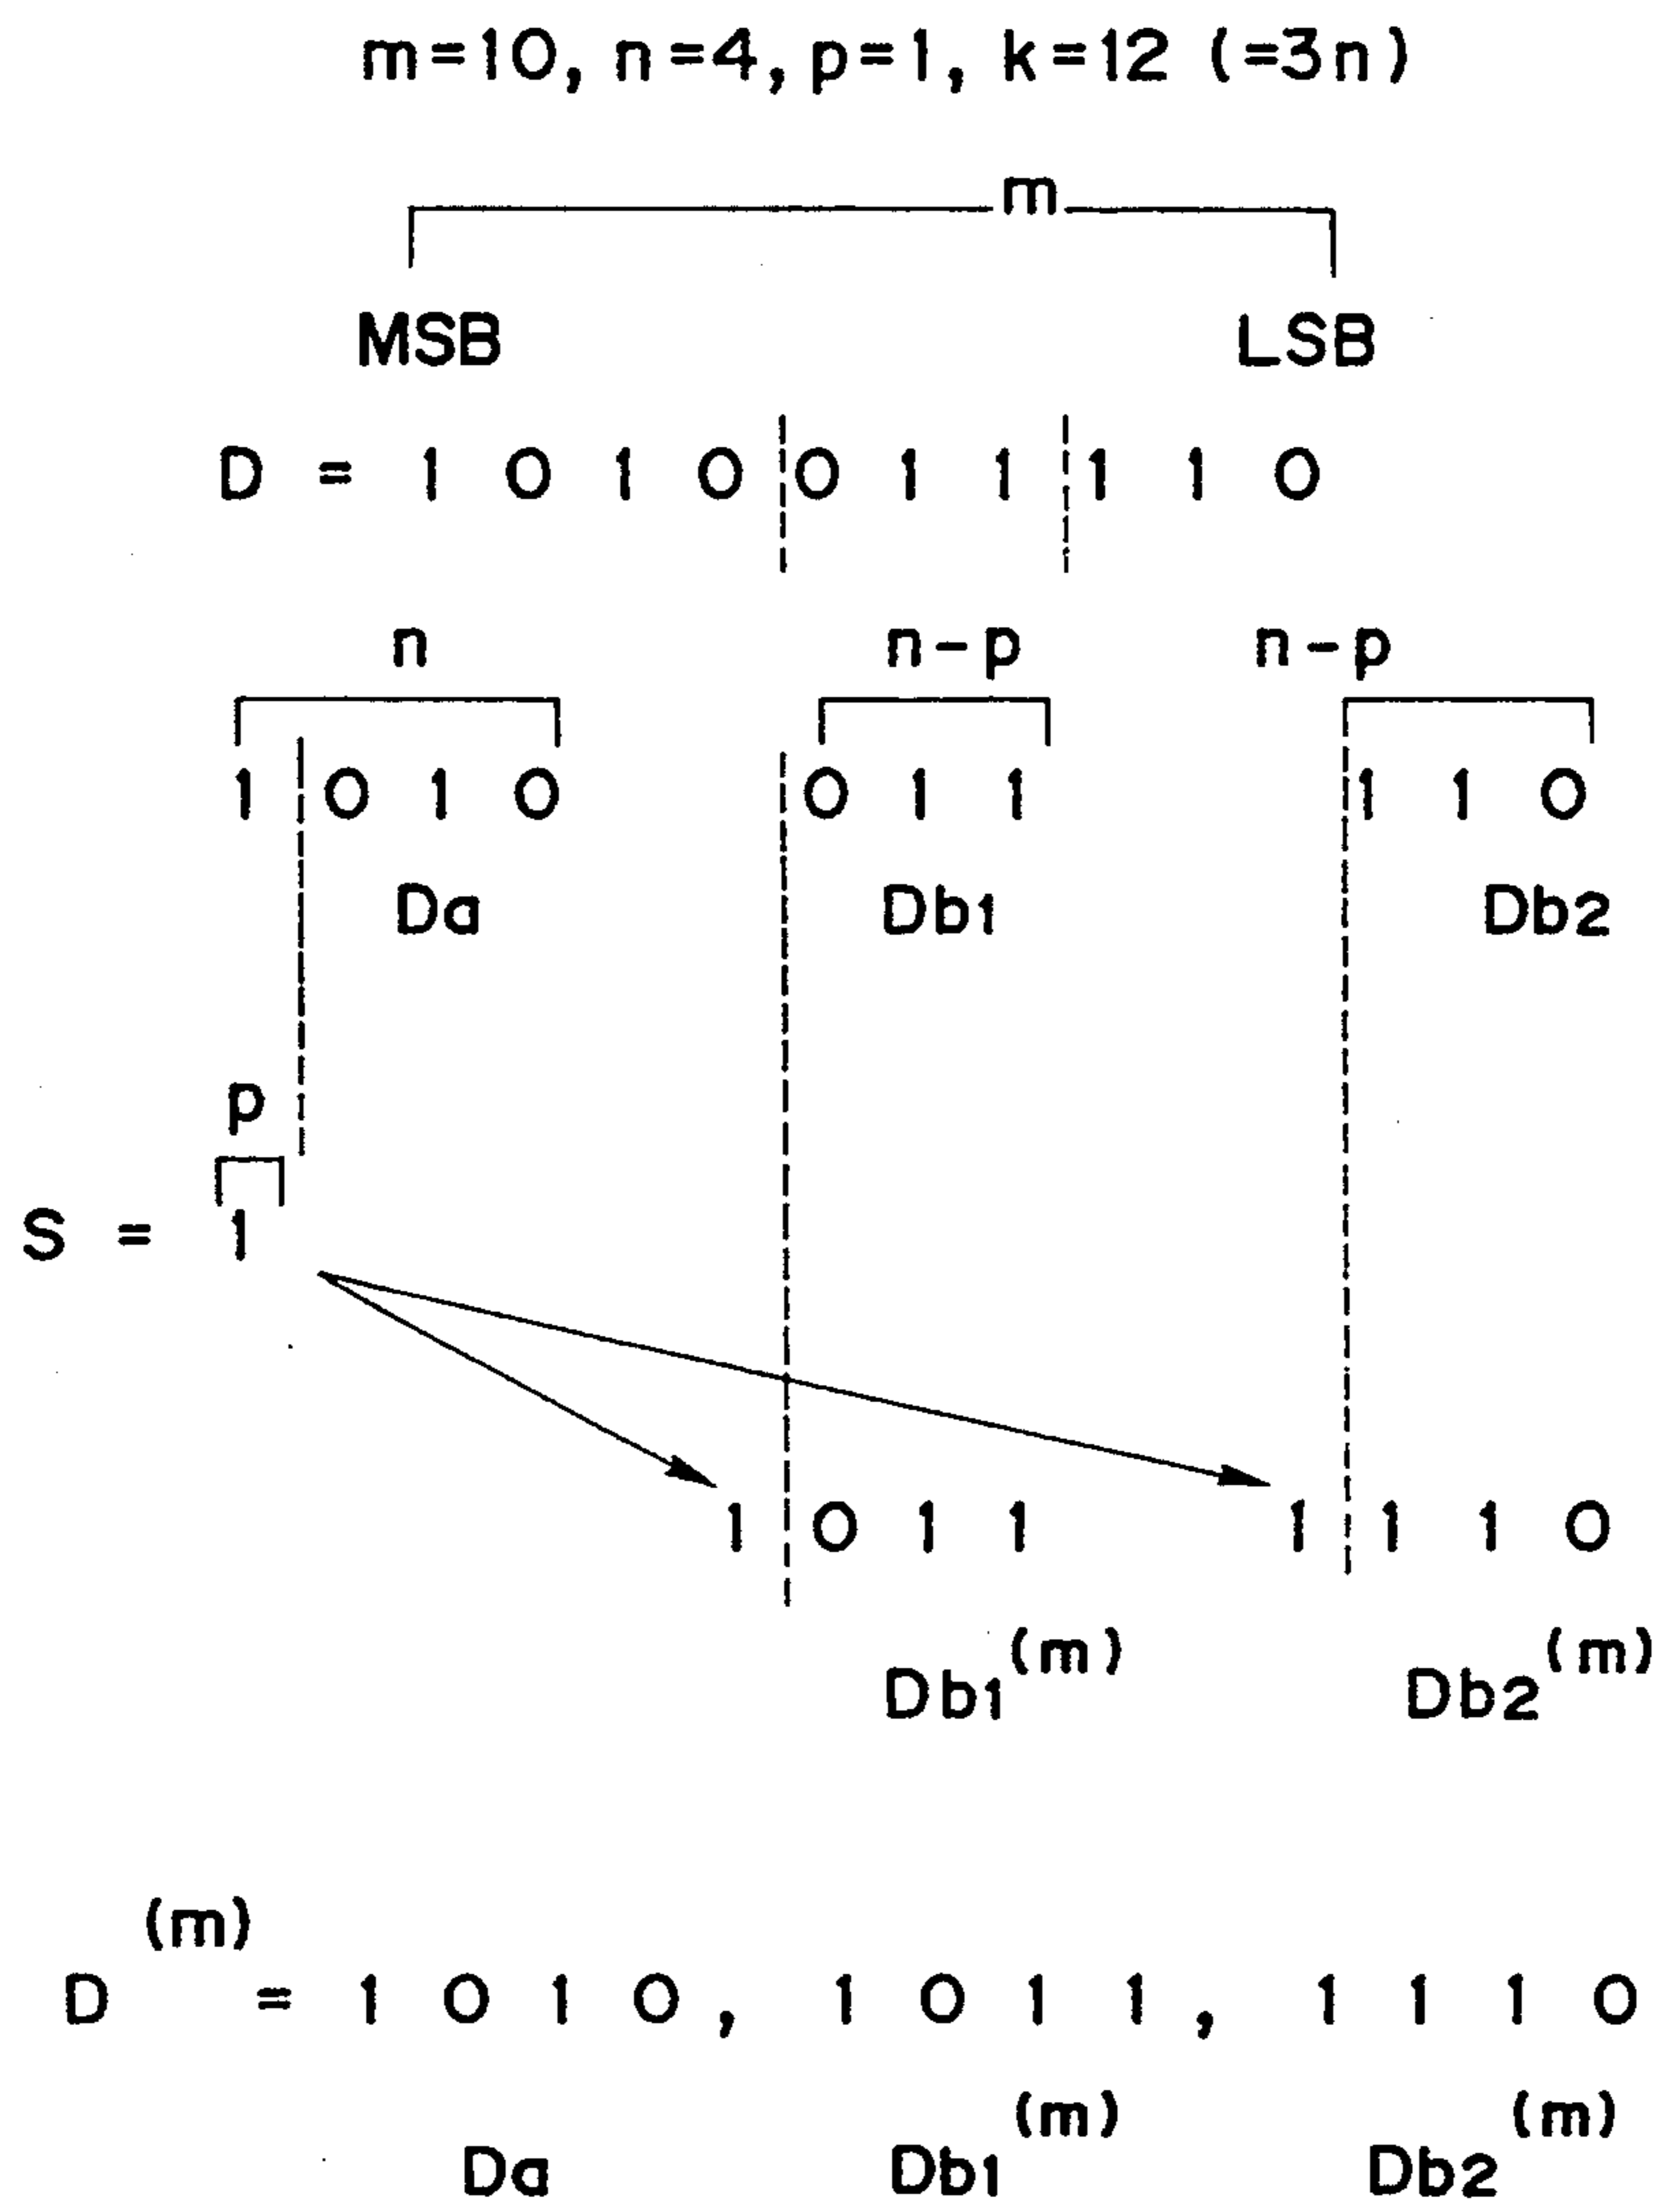 m=10, n=4, p=1, k=12 (=3n)
m
MSB LSB
D = 1 0 1 0 0 1 1 1 1 0
n n-p n-p
1 0 1 0 0 1 1 1 1 0
Da Db1 Db2
p
S = 1
1 0 1 1 1 1 1 0
Db1(m) Db2(m)
D(m) = 1 0 1 0, 1 0 1 1, 1 1 1 0
Da Db1(m) Db2(m)